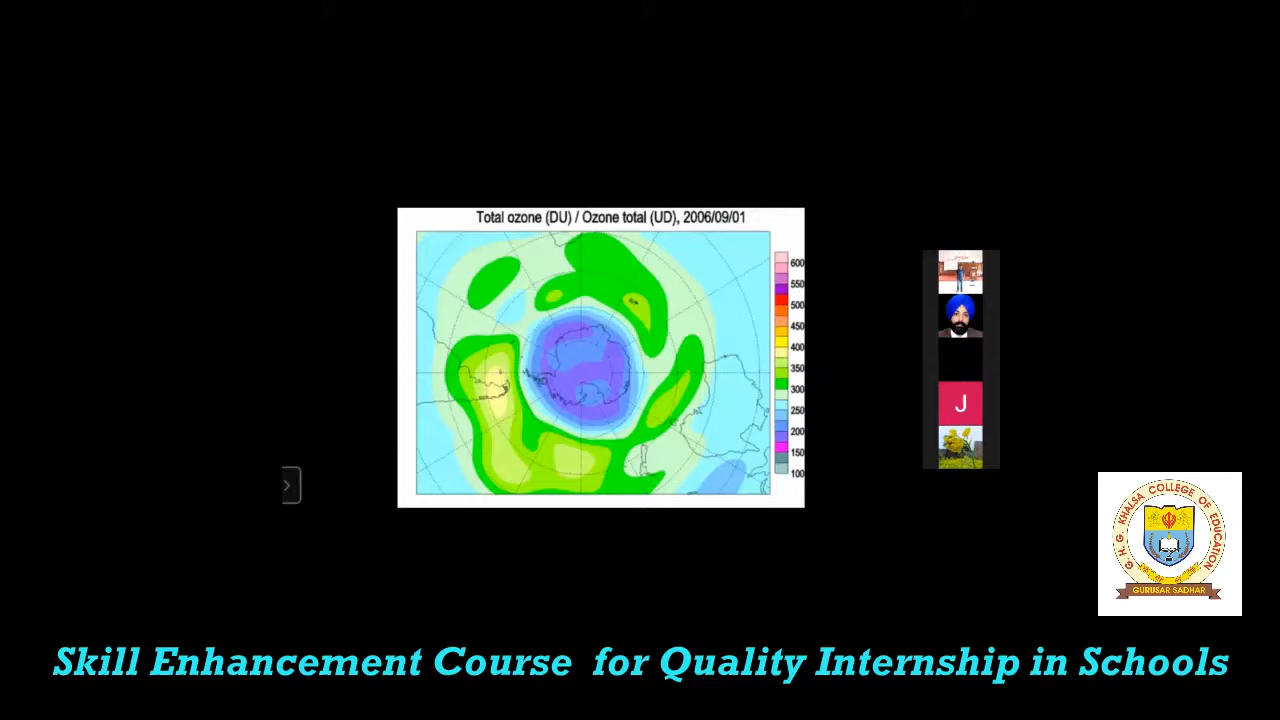 Total ozone (DU) / Ozone total (UD), 2006/09/01
600
550
500
450
400
350
300
250
200
150
100
J
G. H. G. KHALSA COLLEGE OF EDUCATION
GURUSAR SADHAR
Skill Enhancement Course for Quality Internship in Schools